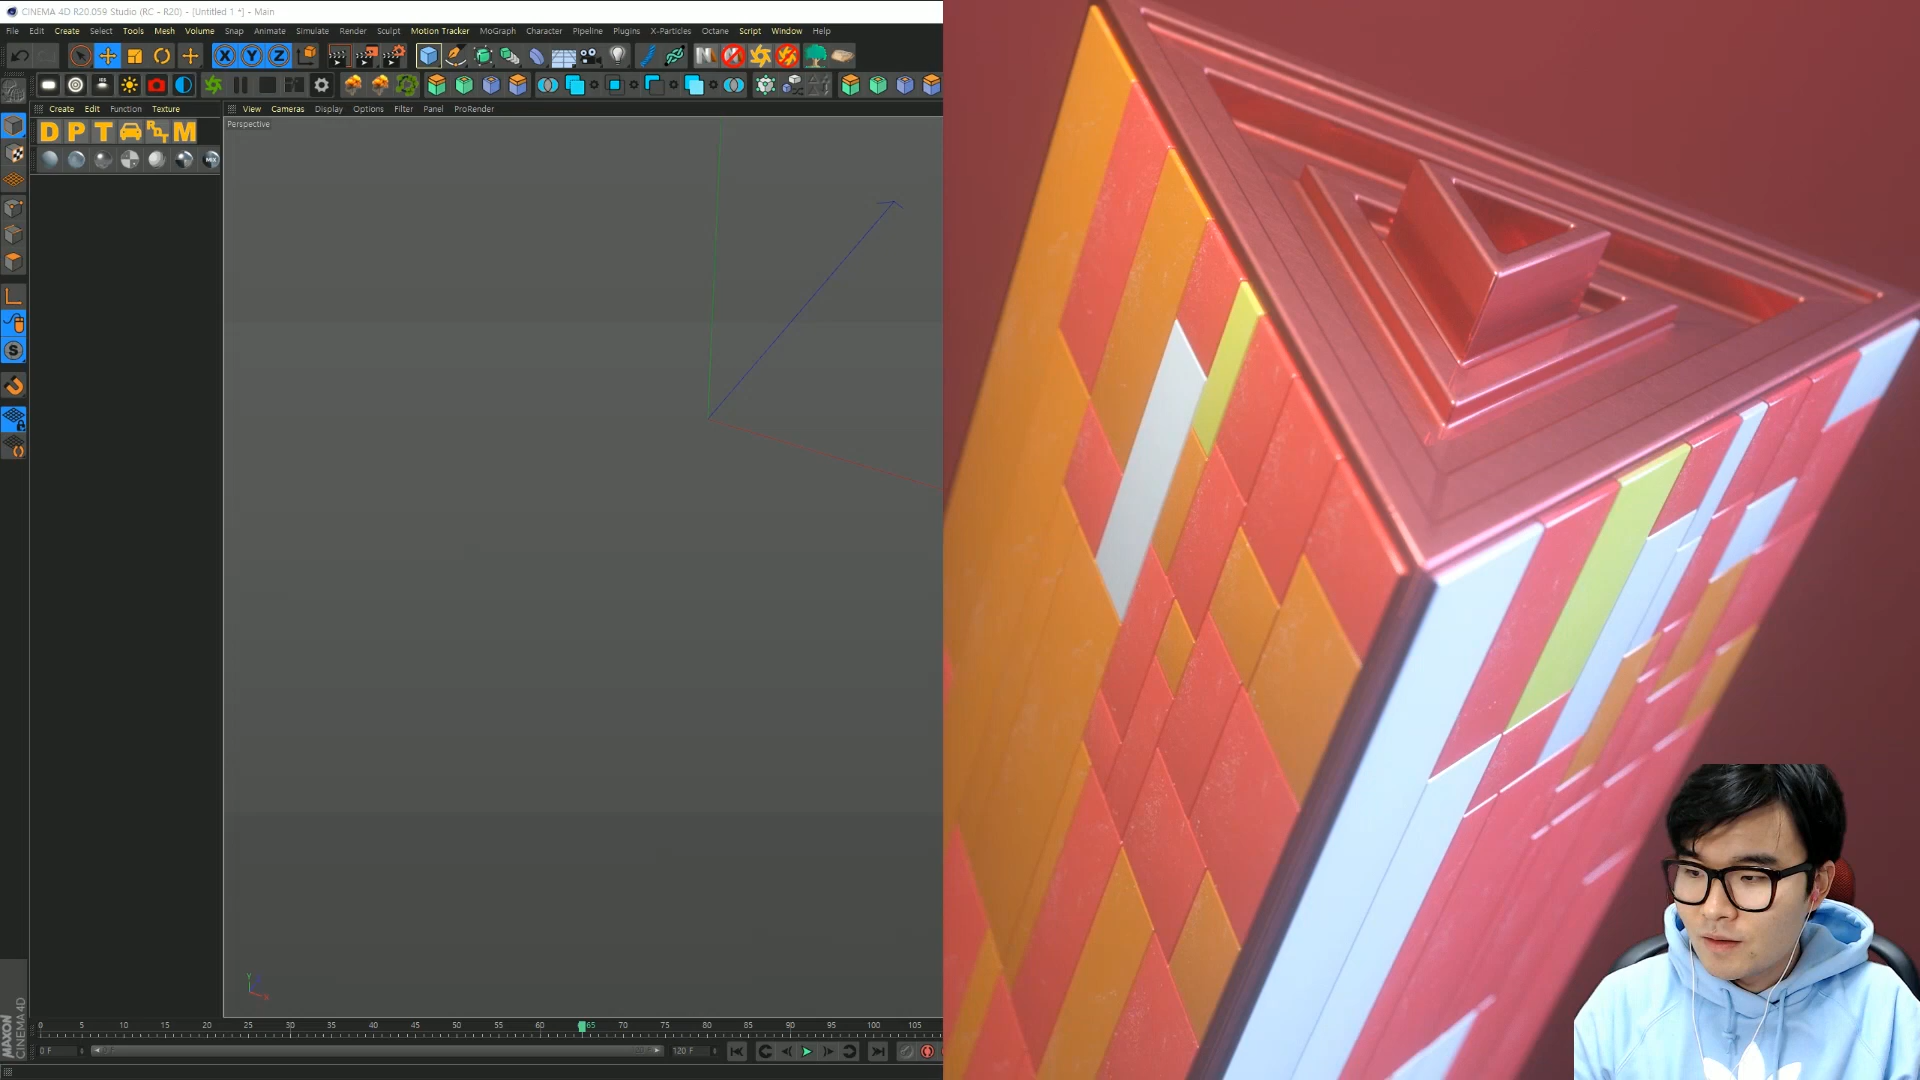 CINEMA 4D R20.059 Studio (RC - R20) - [Untitled 1 *] - Main
File Edit Create Select Tools Mesh Volume Snap Animate Simulate Render Sculpt Motion Tracker MoGraph Character Pipeline Plugins X-Particles Octane Script Window Help
Create Edit Function Texture
View Cameras Display Options Filter Panel ProRender
D P T RDT M
Perspective
X Y Z
S
MAXON CINEMA 4D
0 5 10 15 20 25 30 35 40 45 50 55 60 65 70 75 80 85 90 95 100 105
0 F
120 F